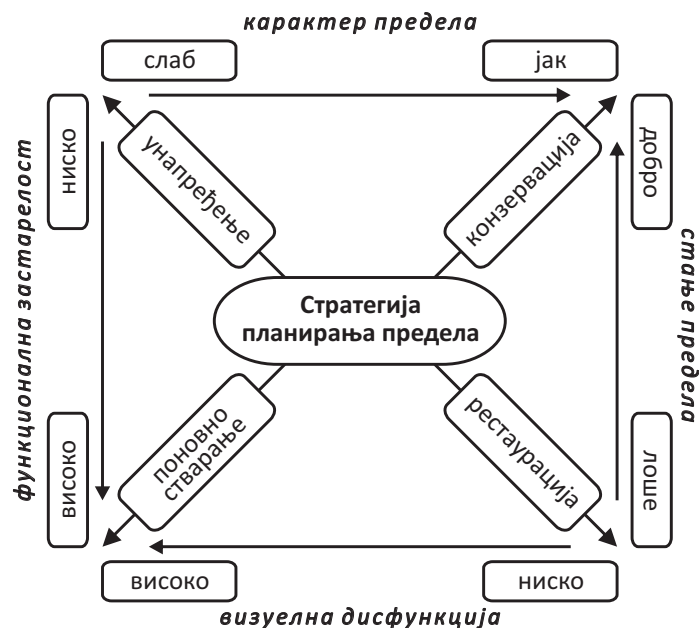 карактер предела
слаб
јак
ниско
добро
унапређење
конзервација
функционална застарелост
стање предела
Стратегија
планирања предела
поновно
стварање
рестаурација
високо
лоше
високо
ниско
визуелна дисфункција